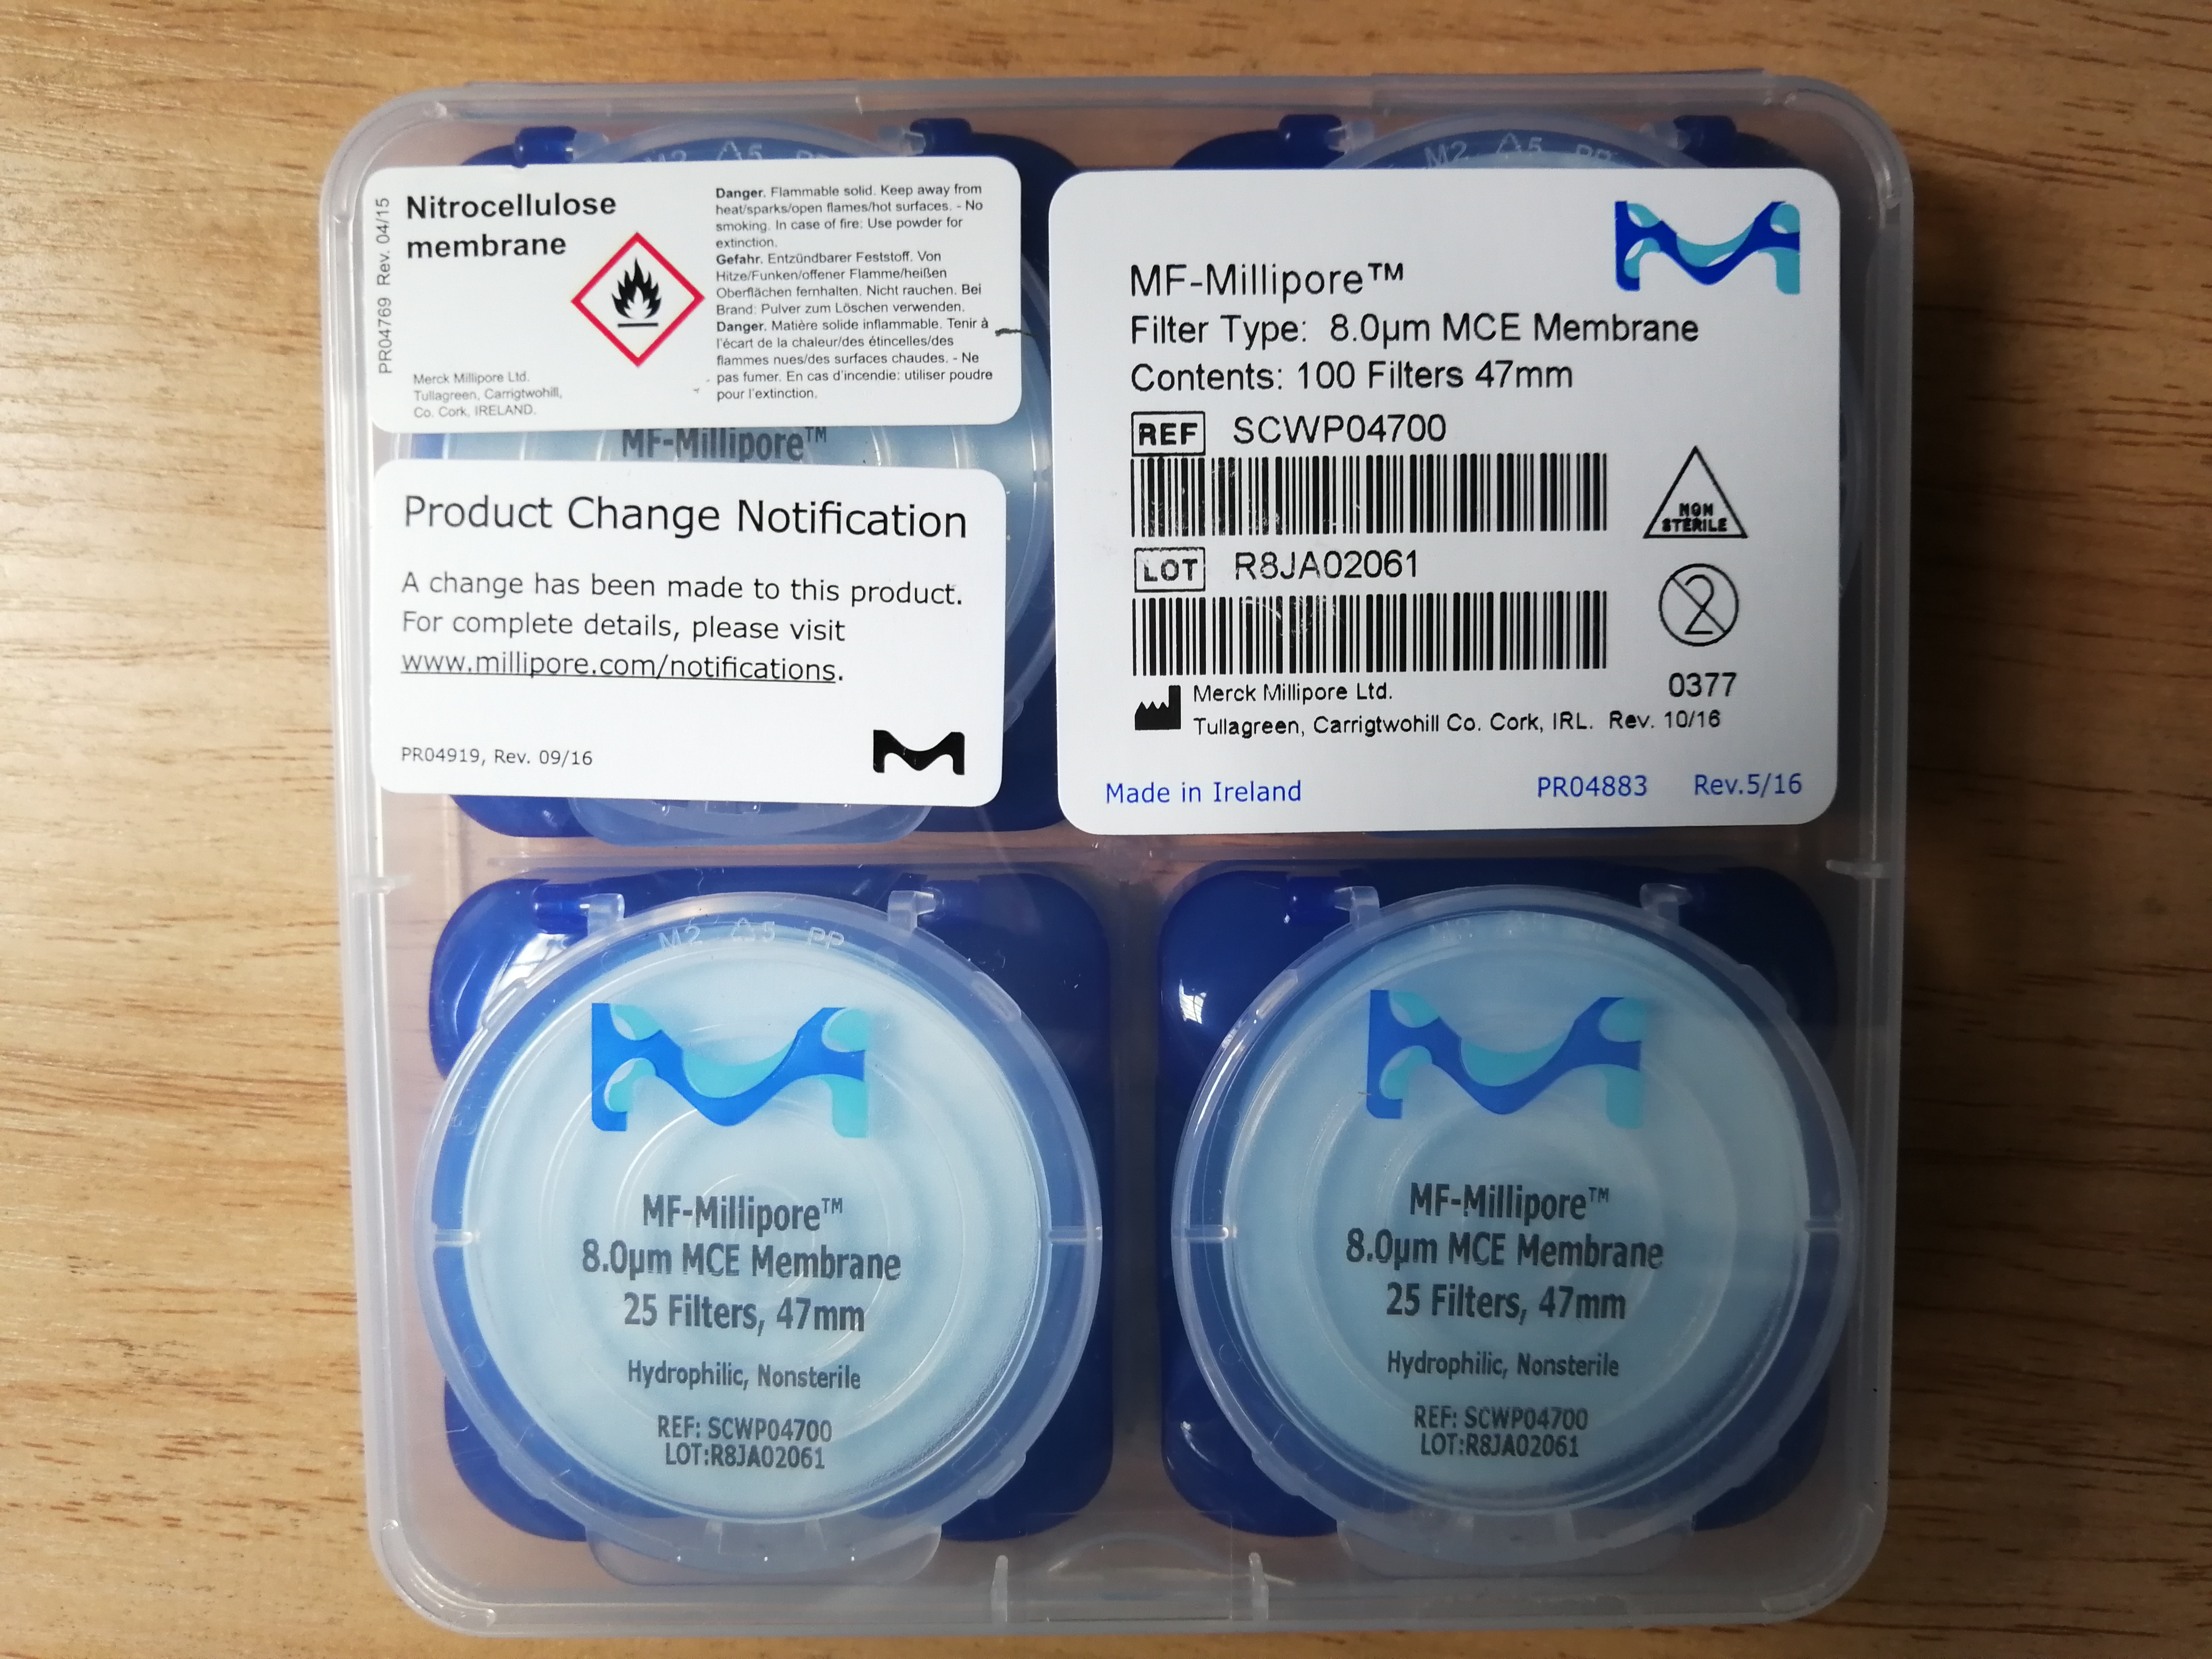 PR04769 Rev. 04/15
Nitrocellulose
membrane
Merck Millipore Ltd.
Tullagreen, Carrigtwohill,
Co. Cork, IRELAND.
Danger. Flammable solid. Keep away from
heat/sparks/open flames/hot surfaces. - No
smoking. In case of fire: Use powder for
extinction.
Gefahr. Entzündbarer Feststoff. Von
Hitze/Funken/offener Flamme/heißen
Oberflächen fernhalten. Nicht rauchen. Bei
Brand: Pulver zum Löschen verwenden.
Danger. Matière solide inflammable. Tenir à
l'écart de la chaleur/des étincelles/des
flammes nues/des surfaces chaudes. - Ne
pas fumer. En cas d'incendie: utiliser poudre
pour l'extinction.
MF-Millipore™
Product Change Notification
A change has been made to this product.
For complete details, please visit
www.millipore.com/notifications.
PR04919, Rev. 09/16
M2 5 PP
MF-Millipore™
Filter Type: 8.0µm MCE Membrane
Contents: 100 Filters 47mm
REF SCWP04700
NON
STERILE
LOT R8JA02061
2
0377
Merck Millipore Ltd.
Tullagreen, Carrigtwohill Co. Cork, IRL. Rev. 10/16
Made in Ireland PR04883 Rev.5/16
M2 5 PP
MF-Millipore™
8.0µm MCE Membrane
25 Filters, 47mm
Hydrophilic, Nonsterile
REF: SCWP04700
LOT:R8JA02061
MF-Millipore™
8.0µm MCE Membrane
25 Filters, 47mm
Hydrophilic, Nonsterile
REF: SCWP04700
LOT:R8JA02061